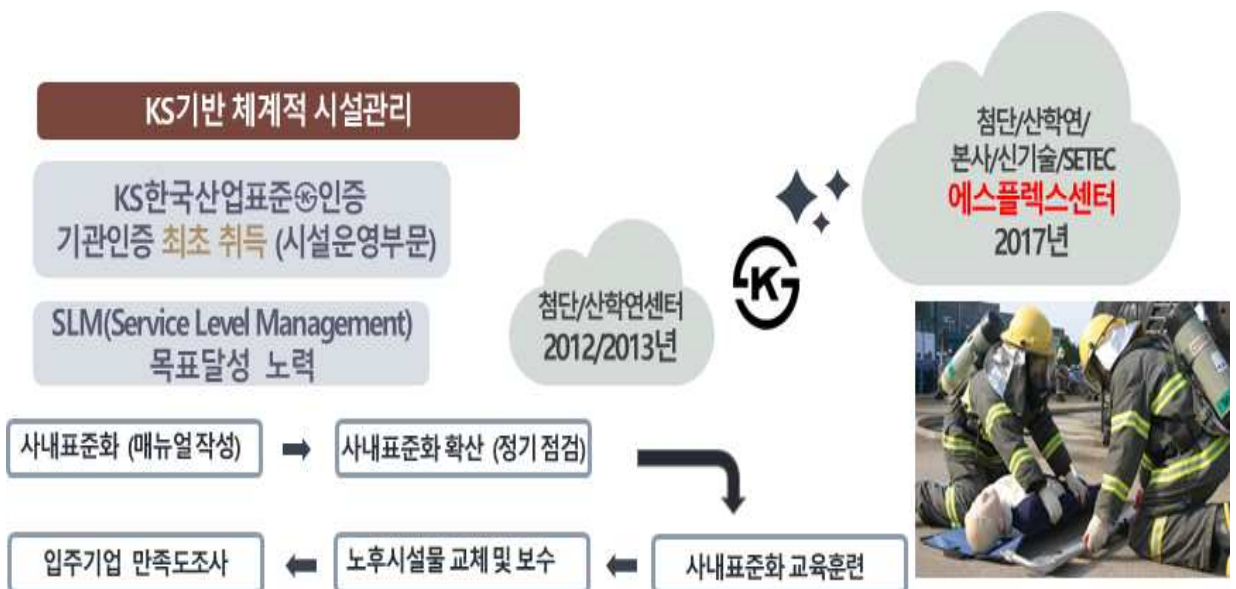 KS기반 체계적 시설관리
KS한국산업표준㉿인증
기관인증 최초 취득 (시설운영부문)
SLM(Service Level Management)
목표달성 노력
첨단/산학연센터
2012/2013년
K
첨단/산학연/
본사/신기술/SETEC
에스플렉스센터
2017년
사내표준화 (매뉴얼 작성)
사내표준화 확산 (정기 점검)
사내표준화 교육훈련
노후시설물 교체 및 보수
입주기업 만족도조사